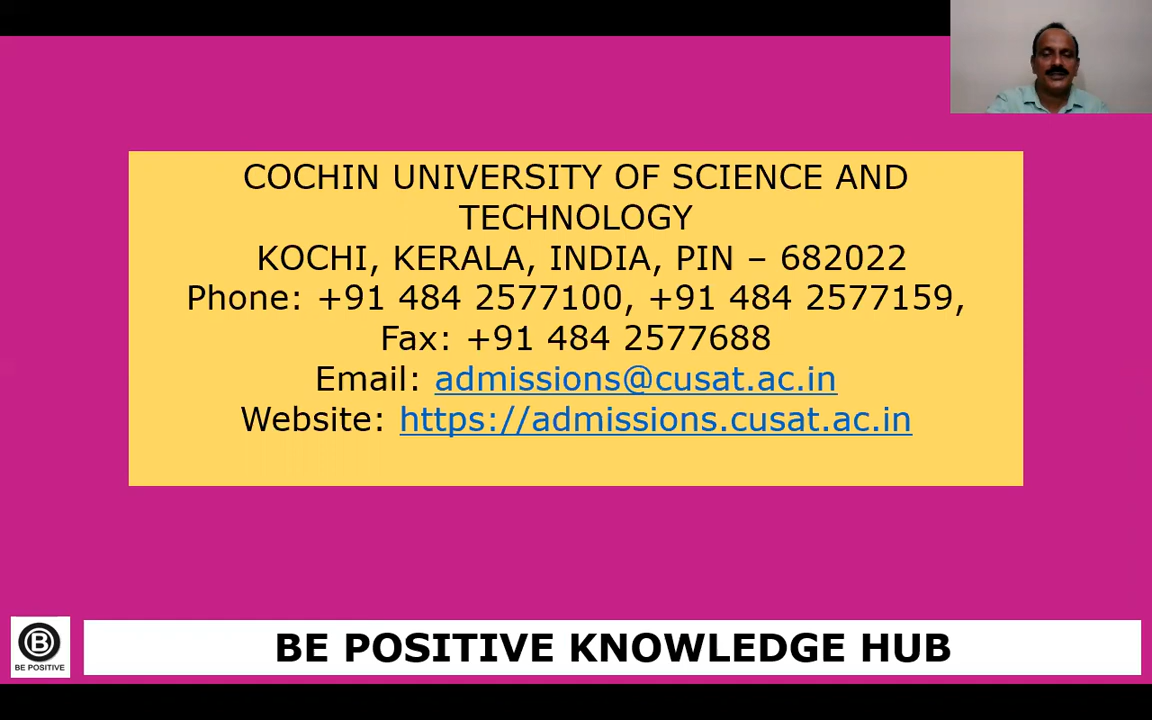 COCHIN UNIVERSITY OF SCIENCE AND
TECHNOLOGY
KOCHI, KERALA, INDIA, PIN – 682022
Phone: +91 484 2577100, +91 484 2577159,
Fax: +91 484 2577688
Email: admissions@cusat.ac.in
Website: https://admissions.cusat.ac.in
B
BE POSITIVE
BE POSITIVE KNOWLEDGE HUB